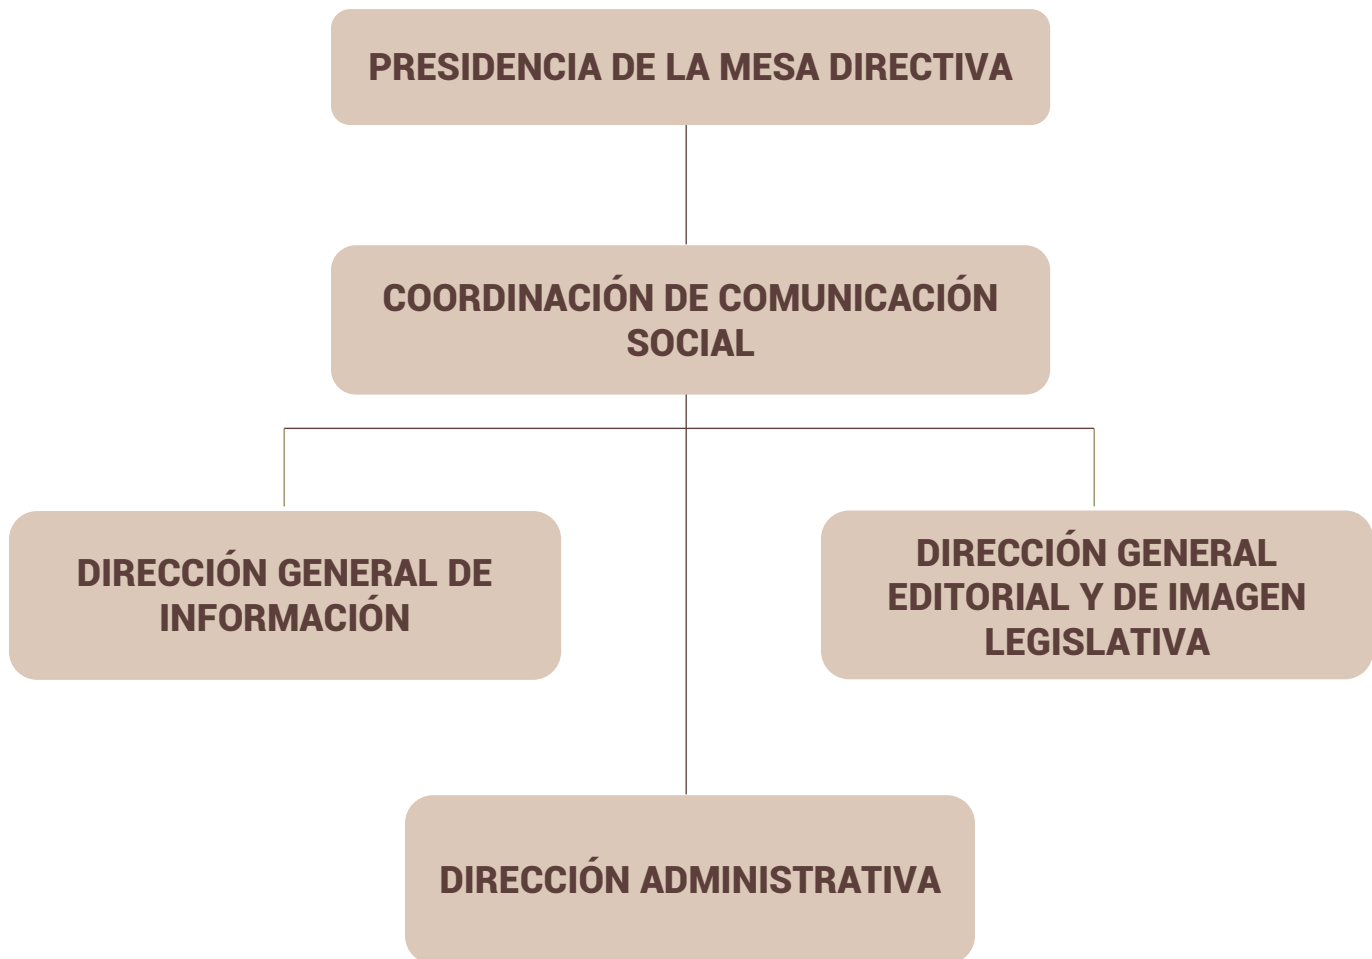 PRESIDENCIA DE LA MESA DIRECTIVA
COORDINACIÓN DE COMUNICACIÓN
SOCIAL
DIRECCIÓN GENERAL DE
INFORMACIÓN
DIRECCIÓN GENERAL
EDITORIAL Y DE IMAGEN
LEGISLATIVA
DIRECCIÓN ADMINISTRATIVA